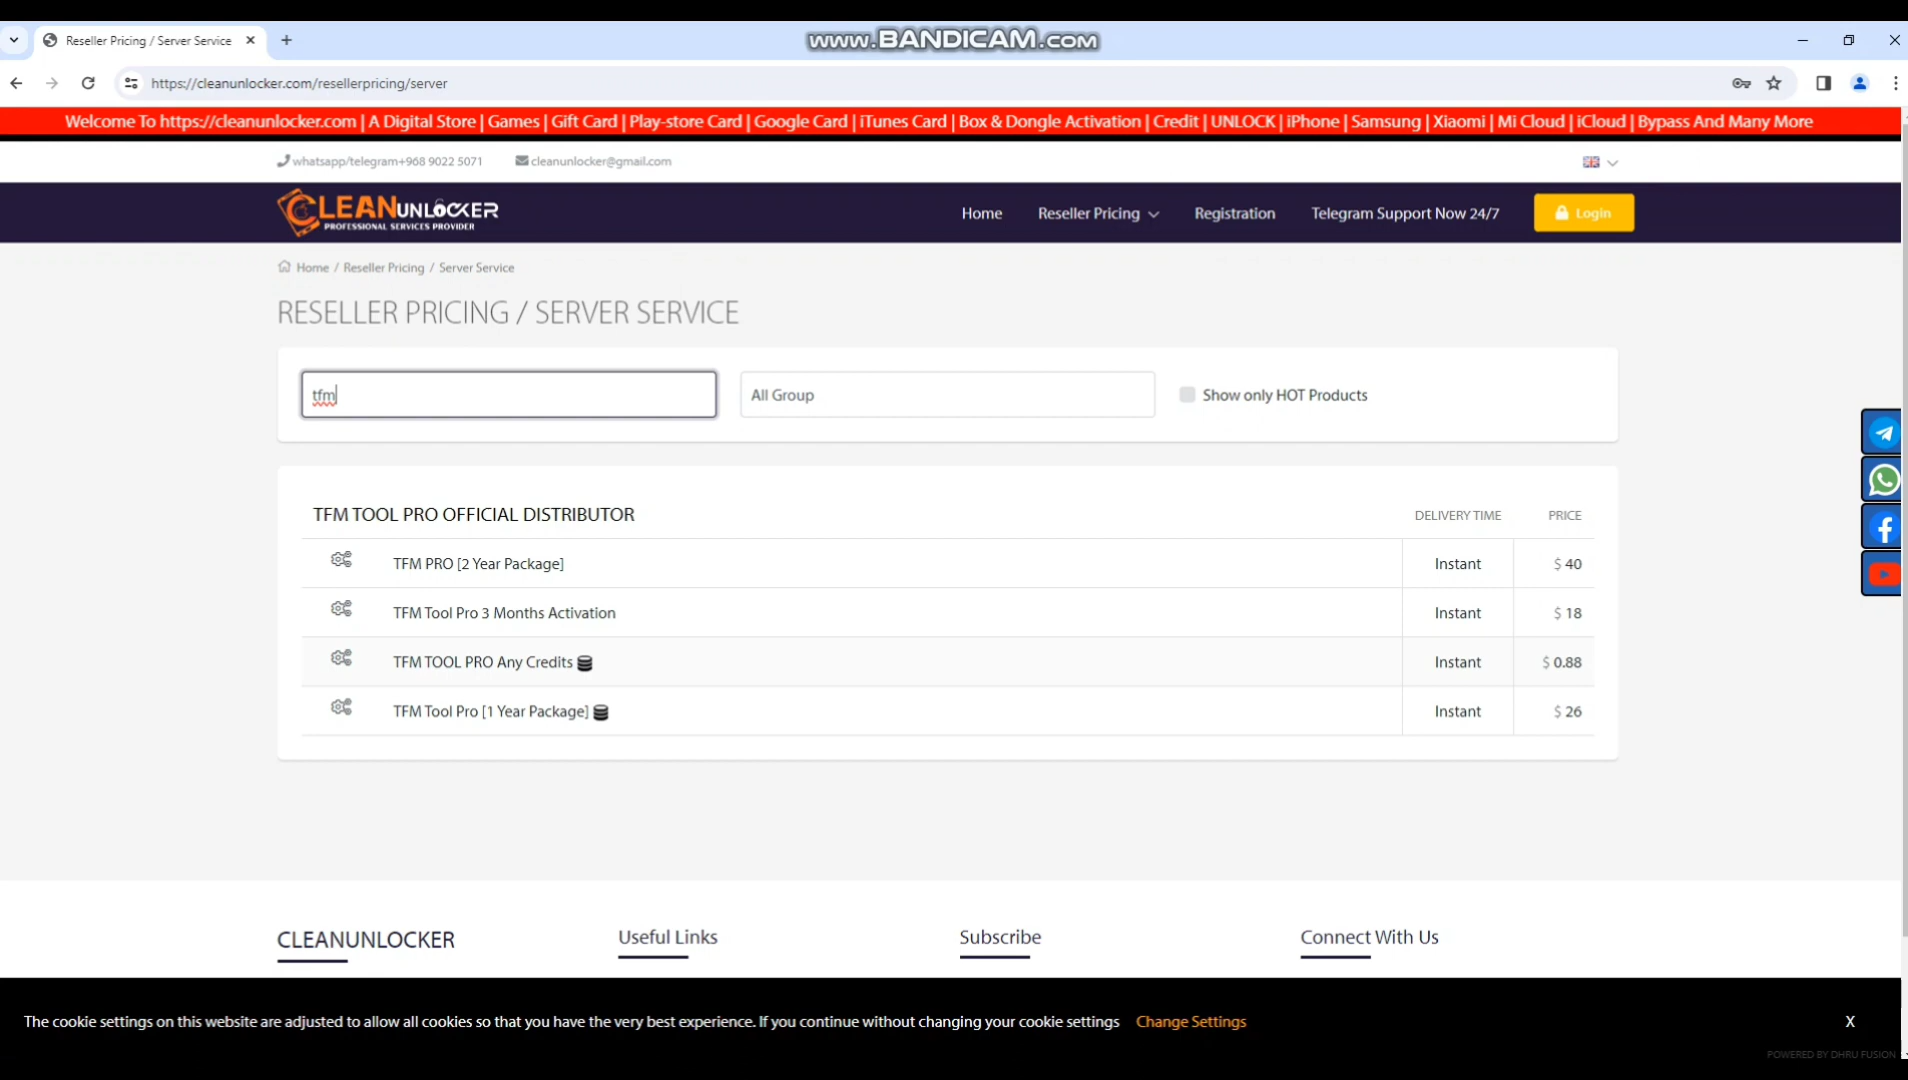 www.BANDICAM.com
Reseller Pricing / Server Service
https://cleanunlocker.com/resellerpricing/server
Welcome To https://cleanunlocker.com | A Digital Store | Games | Gift Card | Play-store Card | Google Card | iTunes Card | Box & Dongle Activation | Credit | UNLOCK | iPhone | Samsung | Xiaomi | Mi Cloud | iCloud | Bypass And Many More
whatsapp/telegram+968 9022 5071 cleanunlocker@gmail.com
CLEANUNLOCKER
PROFESSIONAL SERVICES PROVIDER
Home Reseller Pricing Registration Telegram Support Now 24/7 Login
Home / Reseller Pricing / Server Service
RESELLER PRICING / SERVER SERVICE
tfm All Group Show only HOT Products
TFM TOOL PRO OFFICIAL DISTRIBUTOR DELIVERY TIME PRICE
TFM PRO [2 Year Package] Instant $ 40
TFM Tool Pro 3 Months Activation Instant $ 18
TFM TOOL PRO Any Credits Instant $ 0.88
TFM Tool Pro [1 Year Package] Instant $ 26
CLEANUNLOCKER Useful Links Subscribe Connect With Us
The cookie settings on this website are adjusted to allow all cookies so that you have the very best experience. If you continue without changing your cookie settings Change Settings X
POWERED BY DHRU FUSION